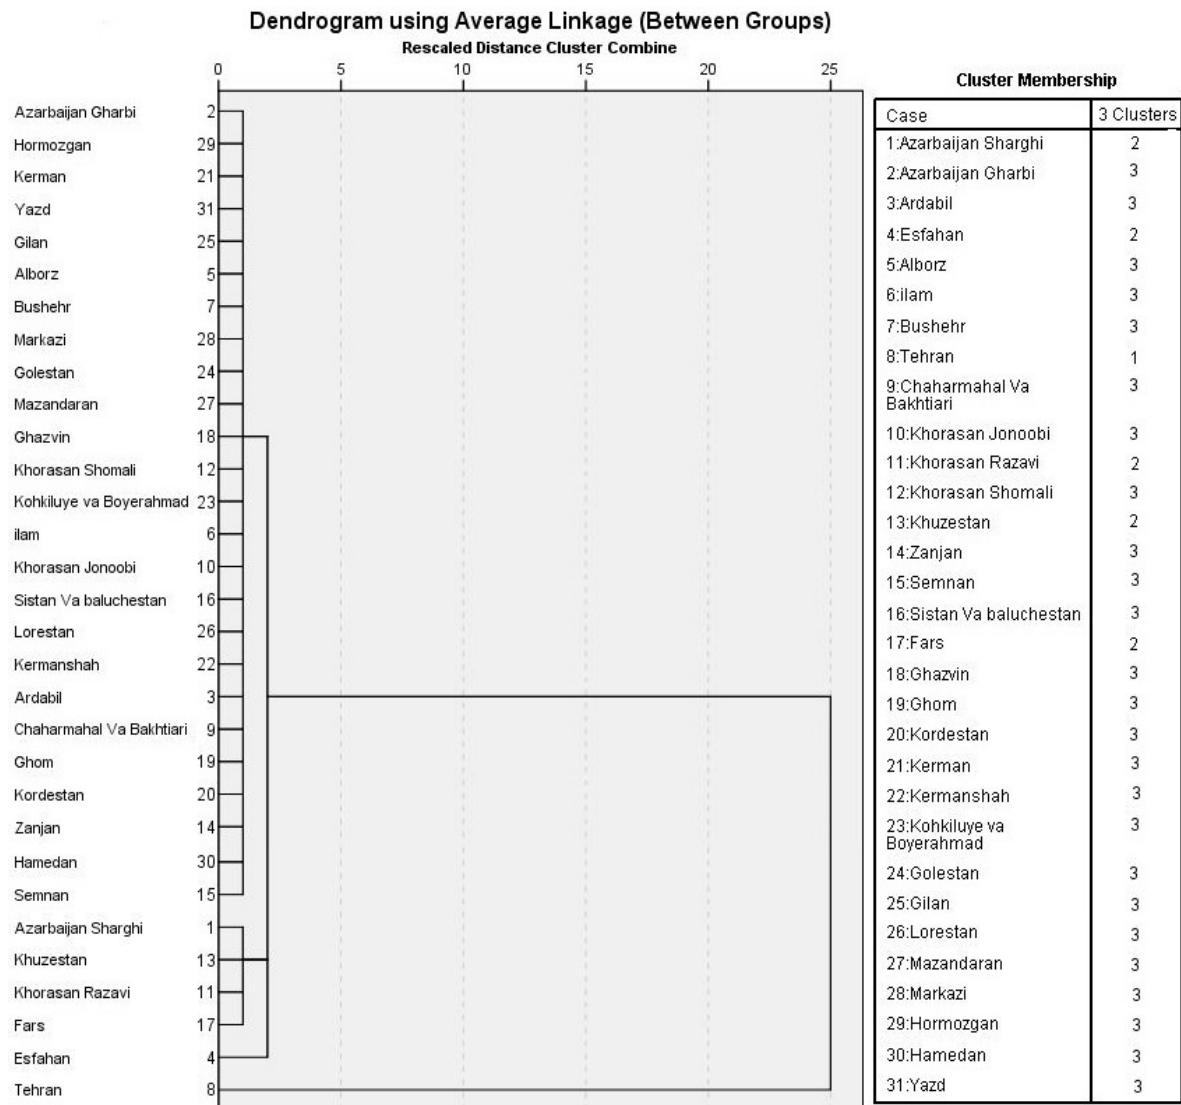 Dendrogram using Average Linkage (Between Groups)
Rescaled Distance Cluster Combine
0 5 10 15 20 25
Azarbaijan Gharbi 2
Hormozgan 29
Kerman 21
Yazd 31
Gilan 25
Alborz 5
Bushehr 7
Markazi 28
Golestan 24
Mazandaran 27
Ghazvin 18
Khorasan Shomali 12
Kohkiluye va Boyerahmad 23
ilam 6
Khorasan Jonoobi 10
Sistan Va baluchestan 16
Lorestan 26
Kermanshah 22
Ardabil 3
Chaharmahal Va Bakhtiari 9
Ghom 19
Kordestan 20
Zanjan 14
Hamedan 30
Semnan 15
Azarbaijan Sharghi 1
Khuzestan 13
Khorasan Razavi 11
Fars 17
Esfahan 4
Tehran 8
Cluster Membership
Case 3 Clusters
1:Azarbaijan Sharghi 2
2:Azarbaijan Gharbi 3
3:Ardabil 3
4:Esfahan 2
5:Alborz 3
6:ilam 3
7:Bushehr 3
8:Tehran 1
9:Chaharmahal Va 3
Bakhtiari
10:Khorasan Jonoobi 3
11:Khorasan Razavi 2
12:Khorasan Shomali 3
13:Khuzestan 2
14:Zanjan 3
15:Semnan 3
16:Sistan Va baluchestan 3
17:Fars 2
18:Ghazvin 3
19:Ghom 3
20:Kordestan 3
21:Kerman 3
22:Kermanshah 3
23:Kohkiluye va 3
Boyerahmad
24:Golestan 3
25:Gilan 3
26:Lorestan 3
27:Mazandaran 3
28:Markazi 3
29:Hormozgan 3
30:Hamedan 3
31:Yazd 3